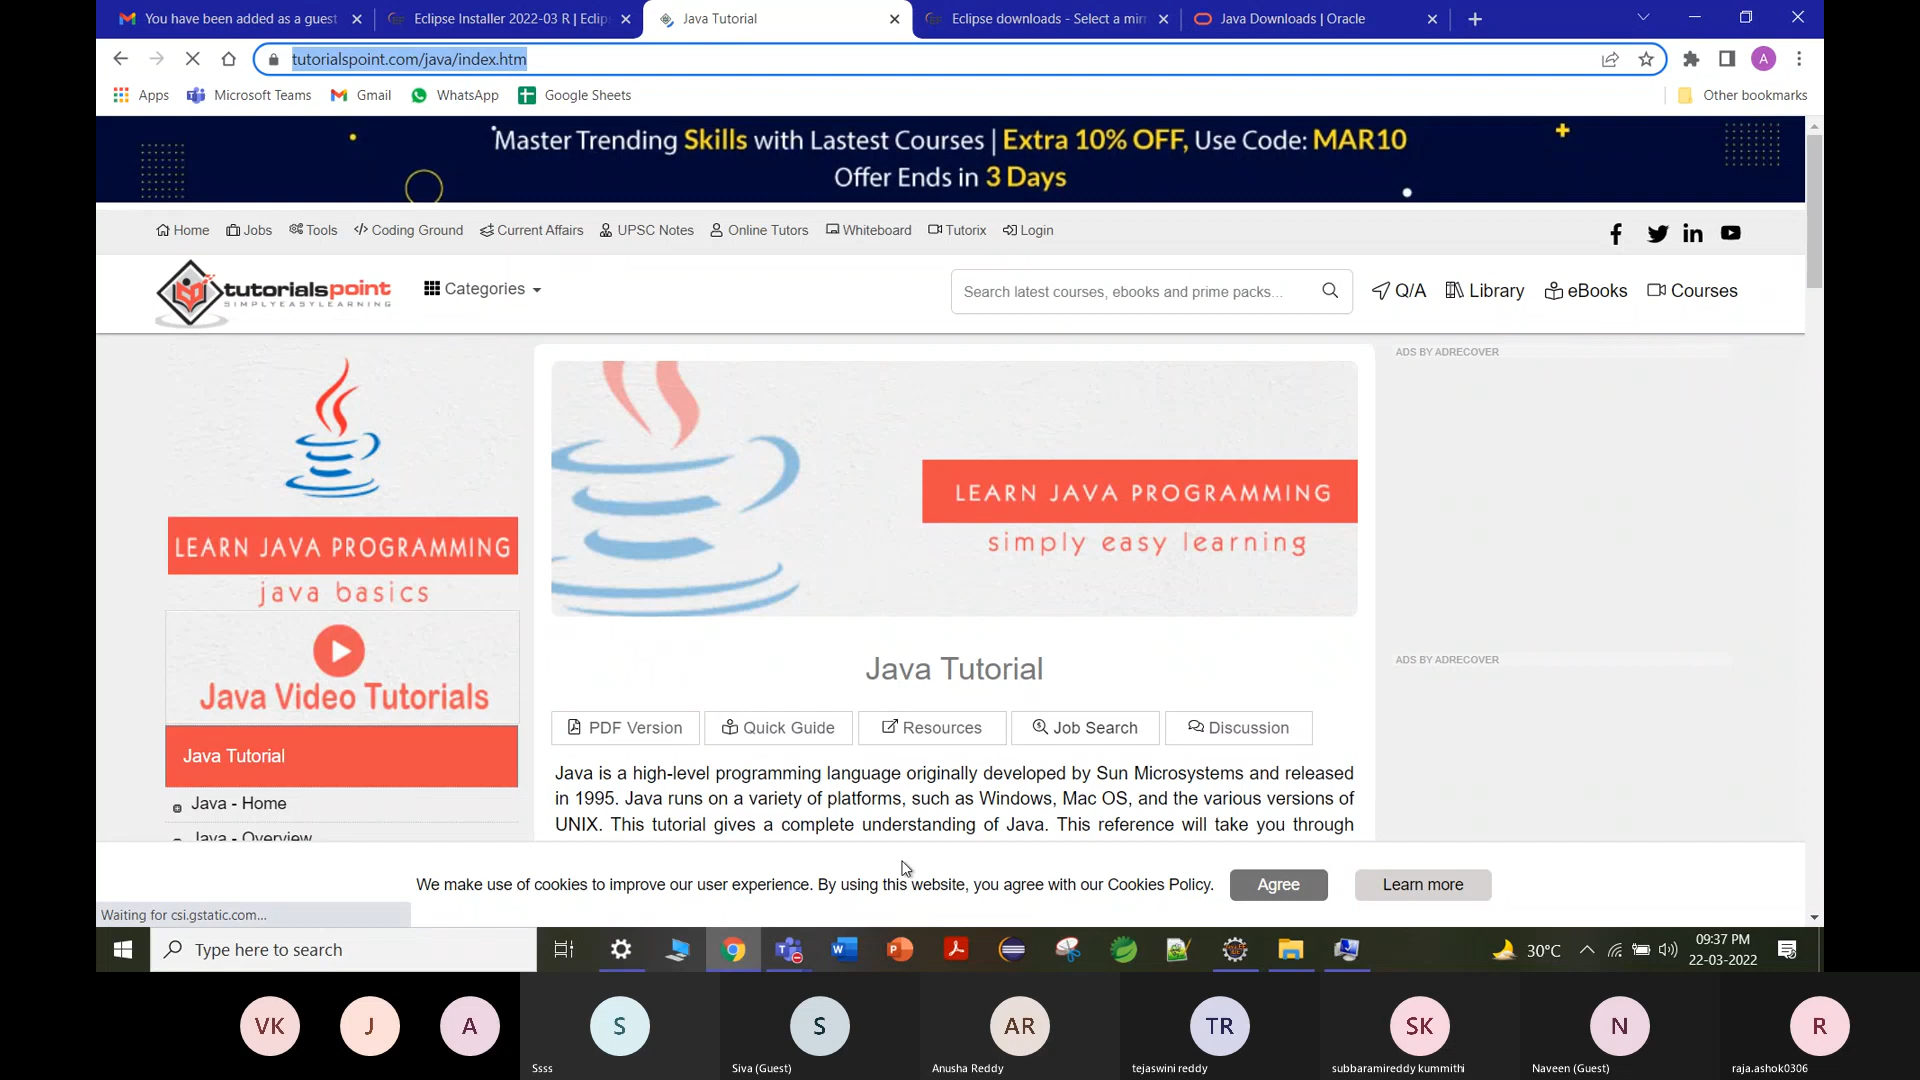 You have been added as a guest
Eclipse Installer 2022-03 R | Eclip
Java Tutorial
Eclipse downloads - Select a mir
Java Downloads | Oracle
tutorialspoint.com/java/index.htm
A
Apps
Microsoft Teams
Gmail
WhatsApp
Google Sheets
Other bookmarks
Master Trending Skills with Lastest Courses | Extra 10% OFF, Use Code: MAR10
Offer Ends in 3 Days
Home
Jobs
Tools
Coding Ground
Current Affairs
UPSC Notes
Online Tutors
Whiteboard
Tutorix
Login
tutorialspoint
SIMPLYEASYLEARNING
Categories
Search latest courses, ebooks and prime packs...
Q/A
Library
eBooks
Courses
LEARN JAVA PROGRAMMING
java basics
Java Video Tutorials
Java Tutorial
Java - Home
Java - Overview
LEARN JAVA PROGRAMMING
simply easy learning
Java Tutorial
PDF Version
Quick Guide
Resources
Job Search
Discussion
Java is a high-level programming language originally developed by Sun Microsystems and released
in 1995. Java runs on a variety of platforms, such as Windows, Mac OS, and the various versions of
UNIX. This tutorial gives a complete understanding of Java. This reference will take you through
ADS BY ADRECOVER
ADS BY ADRECOVER
We make use of cookies to improve our user experience. By using this website, you agree with our Cookies Policy.
Agree
Learn more
Waiting for csi.gstatic.com...
Type here to search
30°C
09:37 PM
22-03-2022
VK
J
A
S
S
AR
TR
SK
N
R
Ssss
Siva (Guest)
Anusha Reddy
tejaswini reddy
subbaramireddy kummithi
Naveen (Guest)
raja.ashok0306